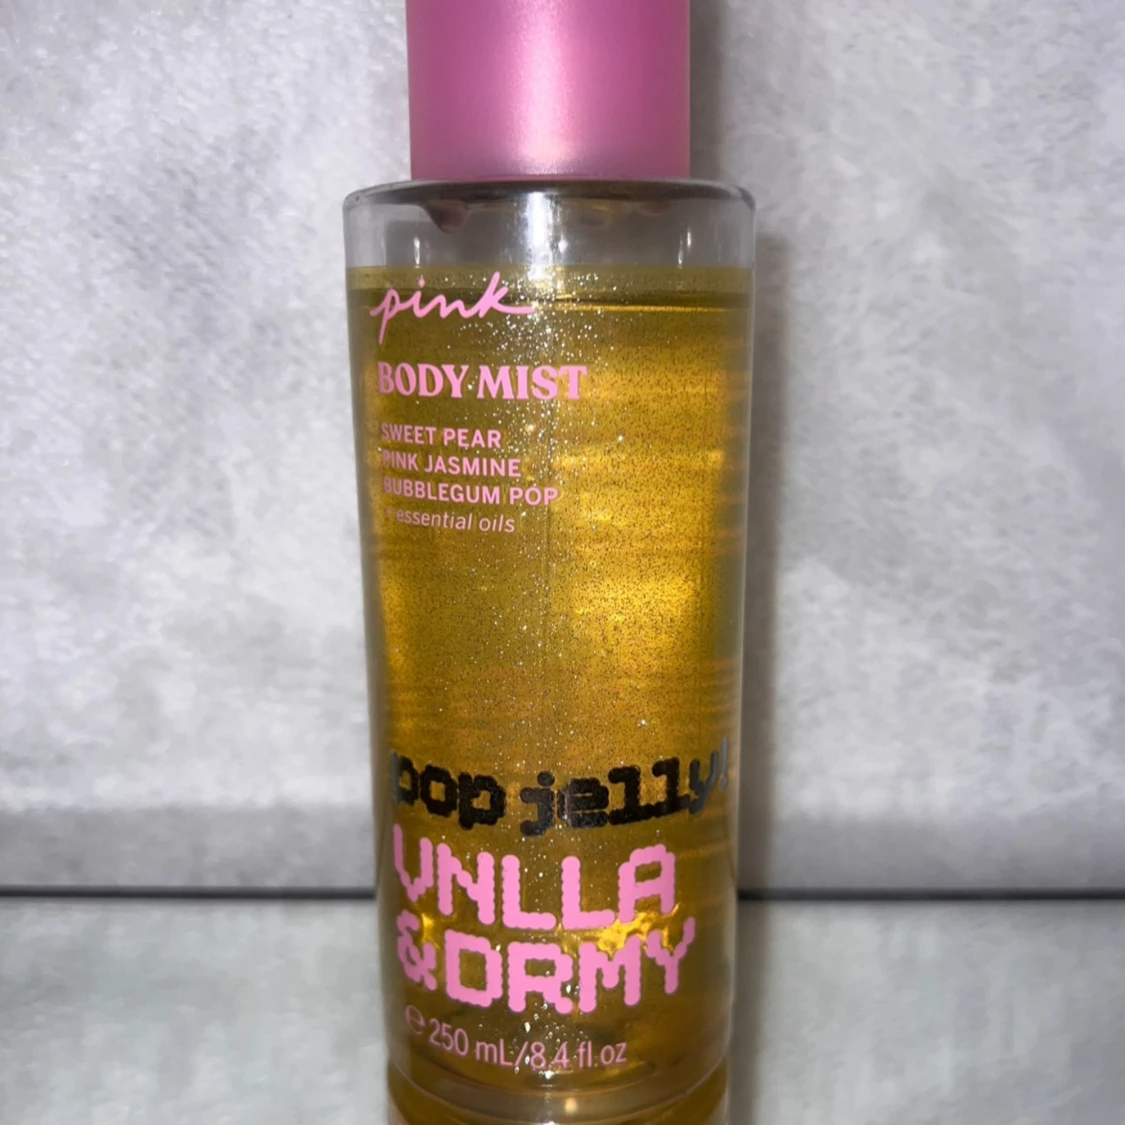 pink
BODY MIST
SWEET PEAR
PINK JASMINE
BUBBLEGUM POP
+ essential oils
pop jelly!
VNLLA
&DRMY
℮ 250 mL/8.4 fl oz